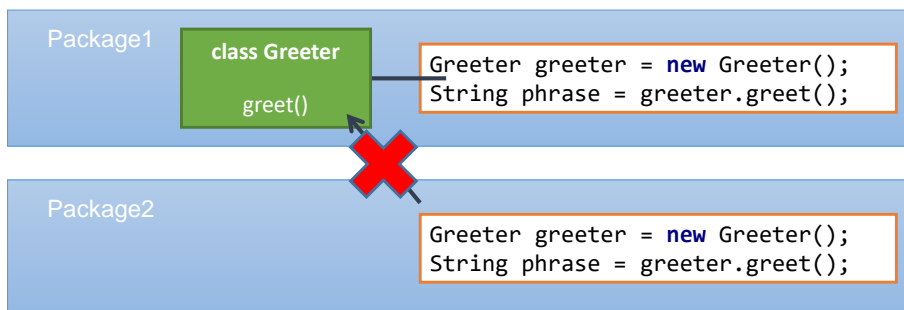 Package1
class Greeter
greet()
Greeter greeter = new Greeter();
String phrase = greeter.greet();
Package2
Greeter greeter = new Greeter();
String phrase = greeter.greet();